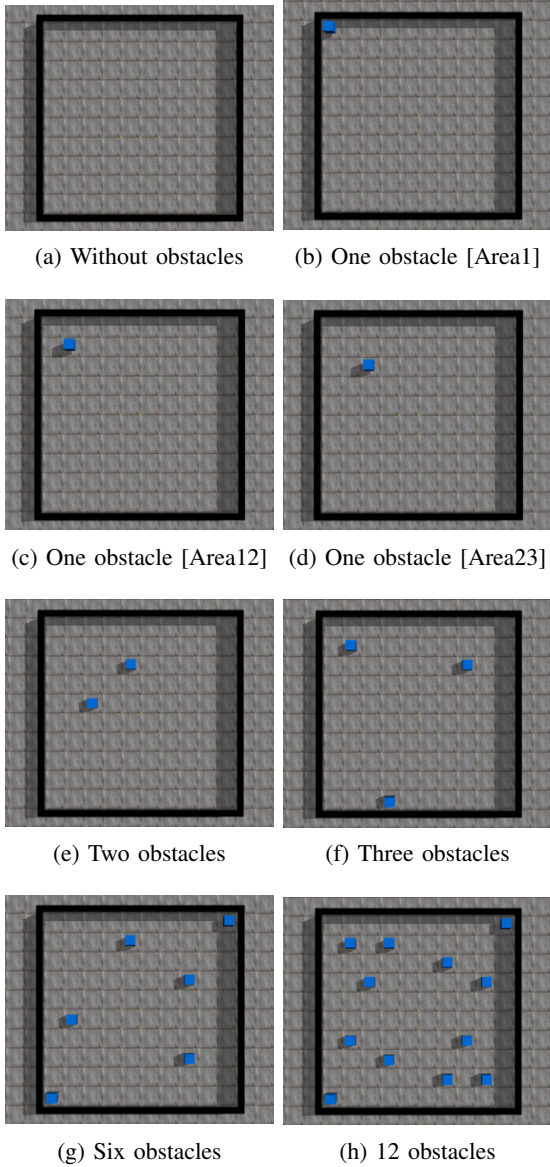 (a) Without obstacles
(b) One obstacle [Area1]
(c) One obstacle [Area12]
(d) One obstacle [Area23]
(e) Two obstacles
(f) Three obstacles
(g) Six obstacles
(h) 12 obstacles